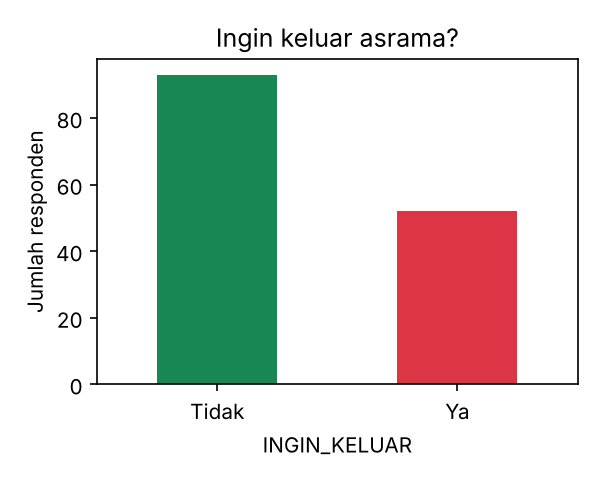 Ingin keluar asrama?
Jumlah responden
80
60
40
20
0
Tidak
Ya
INGIN_KELUAR